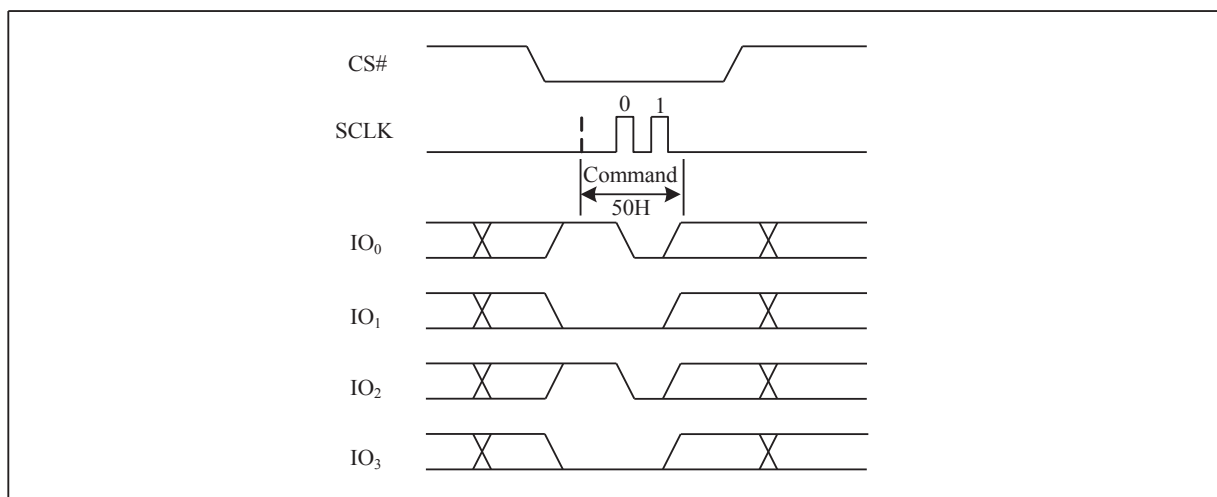 CS#
0 1
SCLK
Command
50H
IO₀
IO₁
IO₂
IO₃